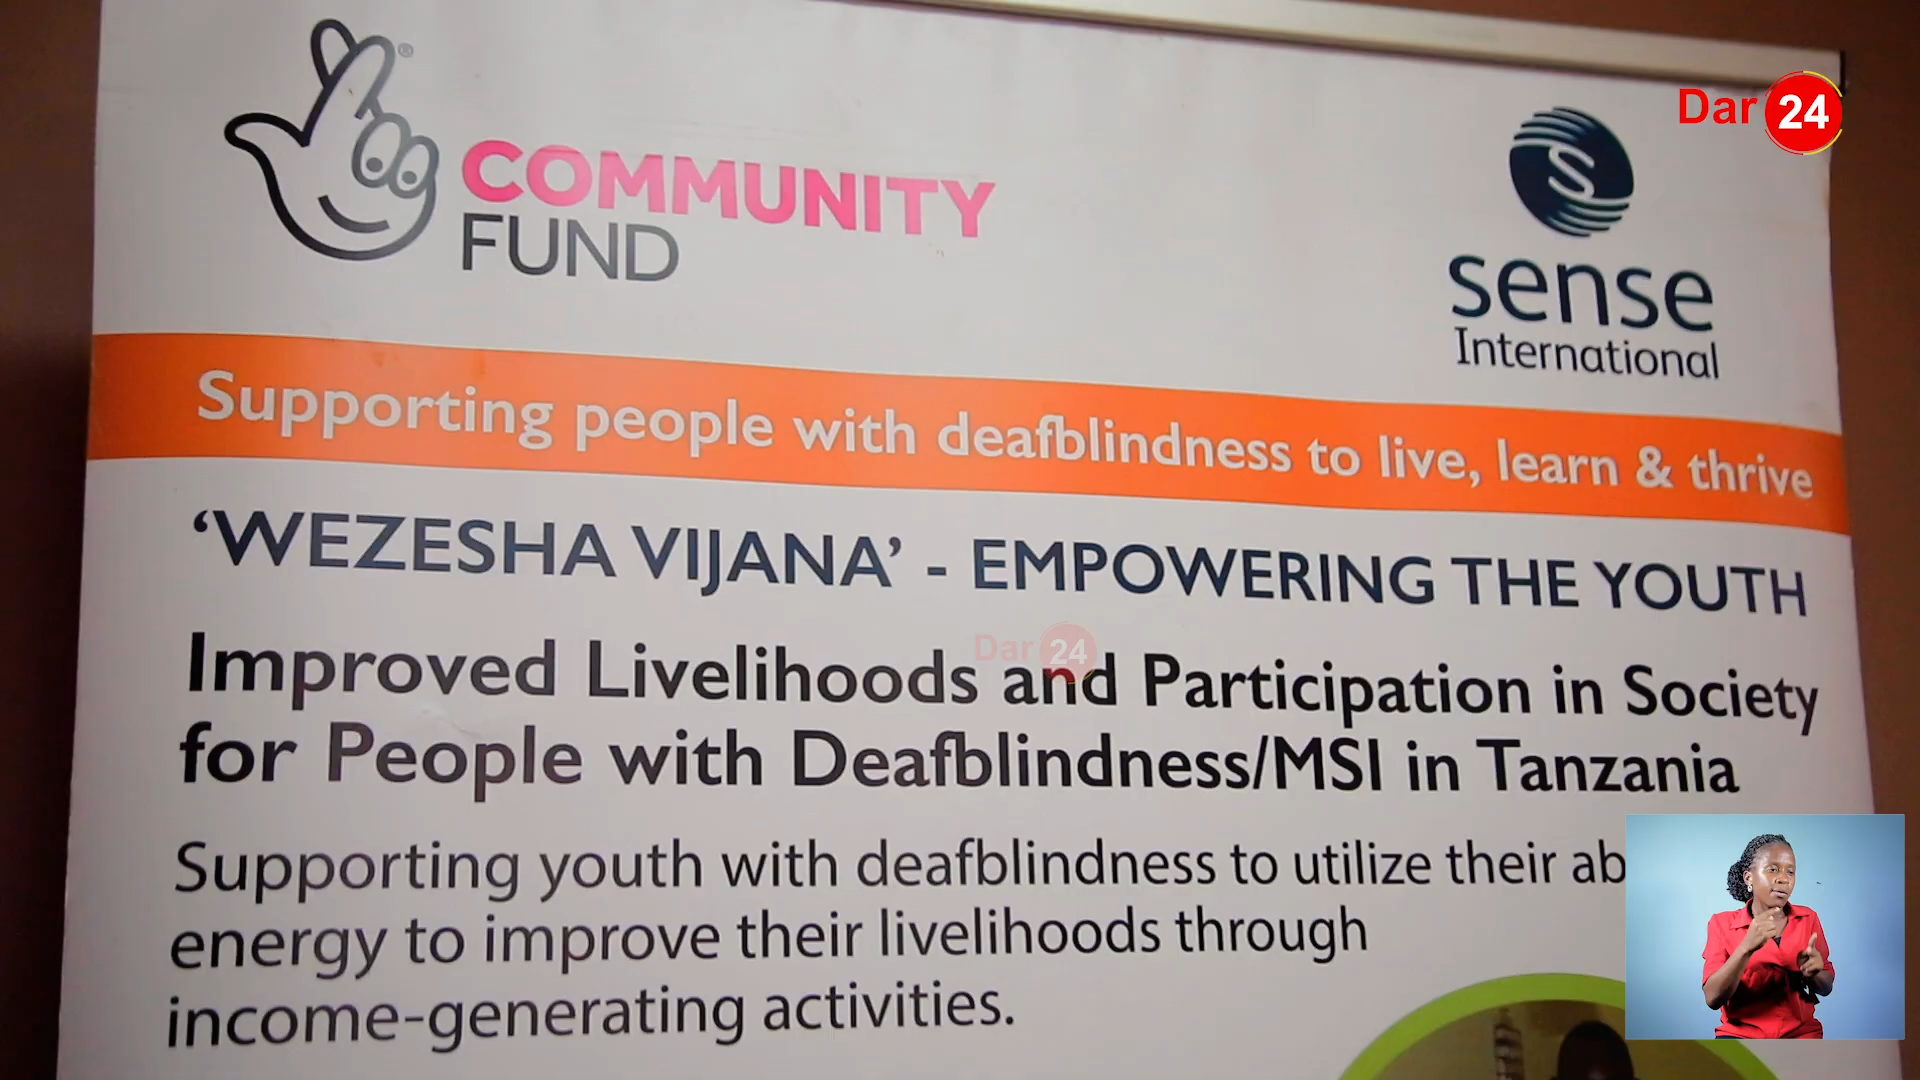 COMMUNITY
FUND
®
Dar 24
S
sense
International
Supporting people with deafblindness to live, learn & thrive
‘WEZESHA VIJANA’ - EMPOWERING THE YOUTH
Improved Livelihoods and Participation in Society
for People with Deafblindness/MSI in Tanzania
Dar 24
Supporting youth with deafblindness to utilize their
energy to improve their livelihoods through
income-generating activities.